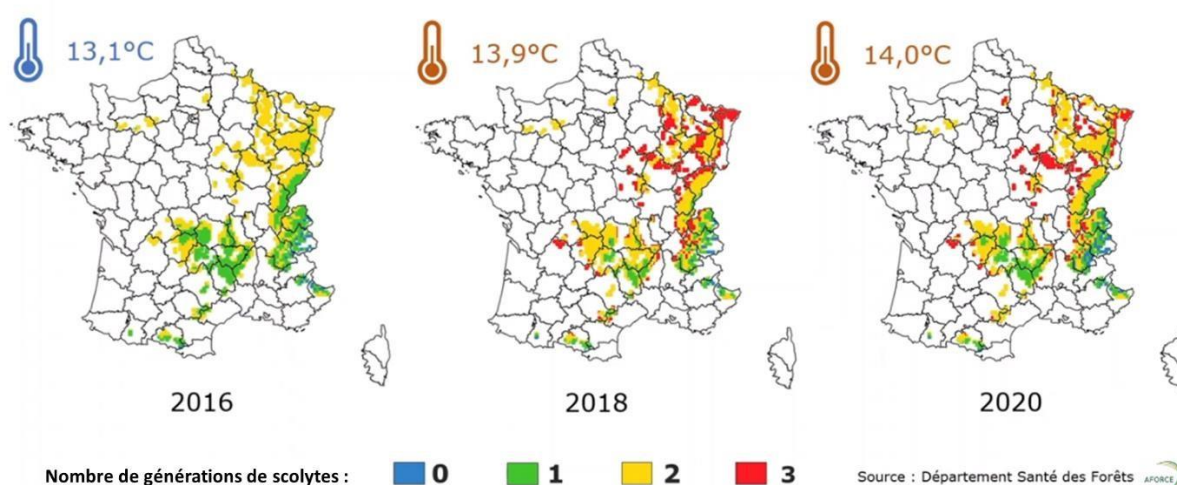 13,1°C
13,9°C
14,0°C
2016
2018
2020
Nombre de générations de scolytes : 0 1 2 3
Source : Département Santé des Forêts AFORCE